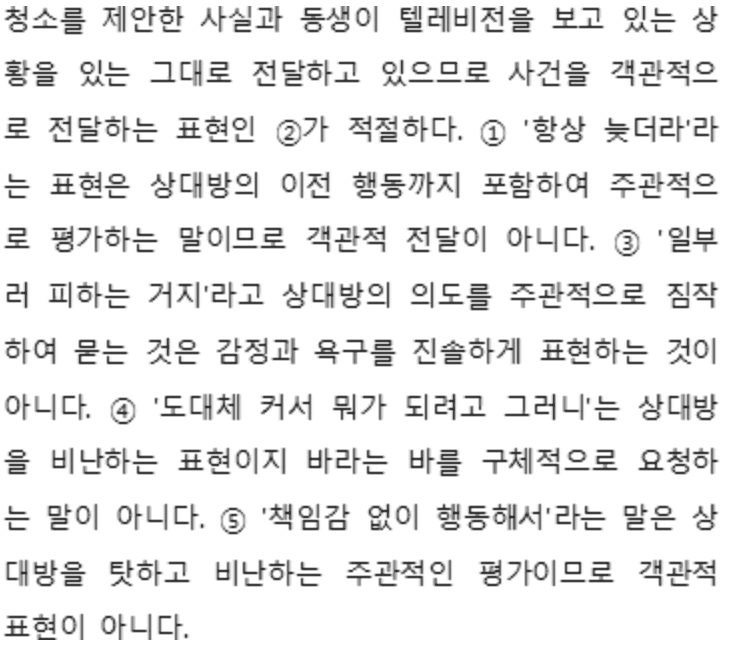 청소를 제안한 사실과 동생이 텔레비전을 보고 있는 상
황을 있는 그대로 전달하고 있으므로 사건을 객관적으
로 전달하는 표현인 ②가 적절하다. ① '항상 늦더라'라
는 표현은 상대방의 이전 행동까지 포함하여 주관적으
로 평가하는 말이므로 객관적 전달이 아니다. ③ '일부
러 피하는 거지'라고 상대방의 의도를 주관적으로 짐작
하여 묻는 것은 감정과 욕구를 진솔하게 표현하는 것이
아니다. ④ '도대체 커서 뭐가 되려고 그러니'는 상대방
을 비난하는 표현이지 바라는 바를 구체적으로 요청하
는 말이 아니다. ⑤ '책임감 없이 행동해서'라는 말은 상
대방을 탓하고 비난하는 주관적인 평가이므로 객관적
표현이 아니다.